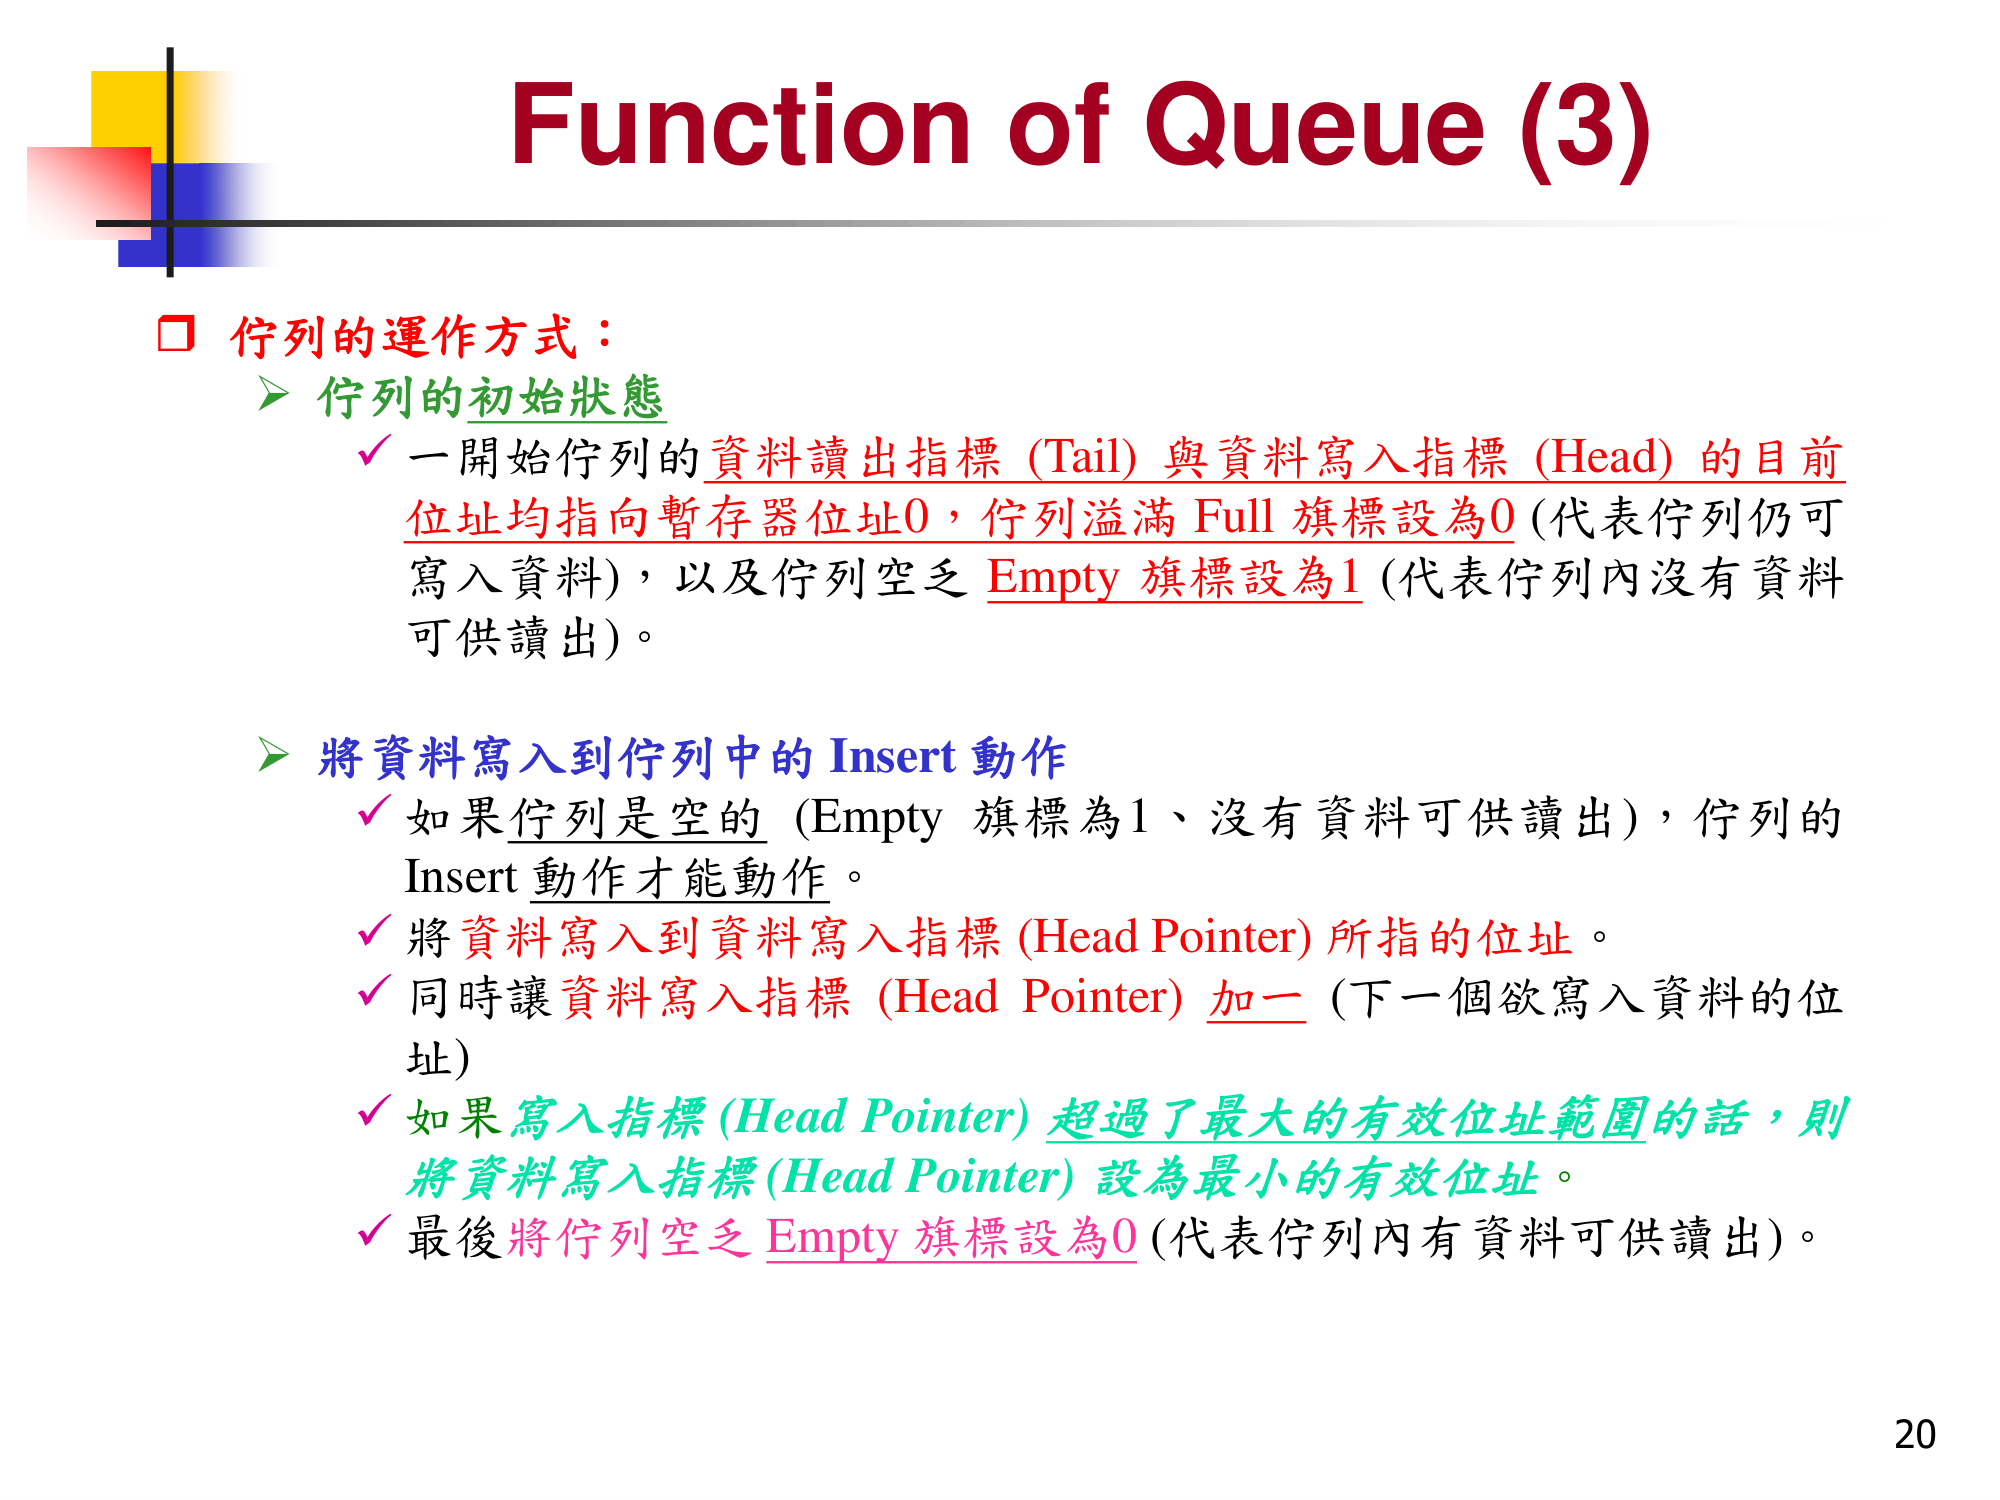 Function of Queue (3)
佇列的運作方式：
佇列的初始狀態
一開始佇列的資料讀出指標 (Tail) 與資料寫入指標 (Head) 的目前
位址均指向暫存器位址0，佇列溢滿 Full 旗標設為0 (代表佇列仍可
寫入資料)，以及佇列空乏 Empty 旗標設為1 (代表佇列內沒有資料
可供讀出)。
將資料寫入到佇列中的 Insert 動作
如果佇列是空的 (Empty 旗標為1、沒有資料可供讀出)，佇列的
Insert 動作才能動作。
將資料寫入到資料寫入指標 (Head Pointer) 所指的位址。
同時讓資料寫入指標 (Head Pointer) 加一 (下一個欲寫入資料的位
址)
如果寫入指標 (Head Pointer) 超過了最大的有效位址範圍的話，則
將資料寫入指標 (Head Pointer) 設為最小的有效位址。
最後將佇列空乏 Empty 旗標設為0 (代表佇列內有資料可供讀出)。
20